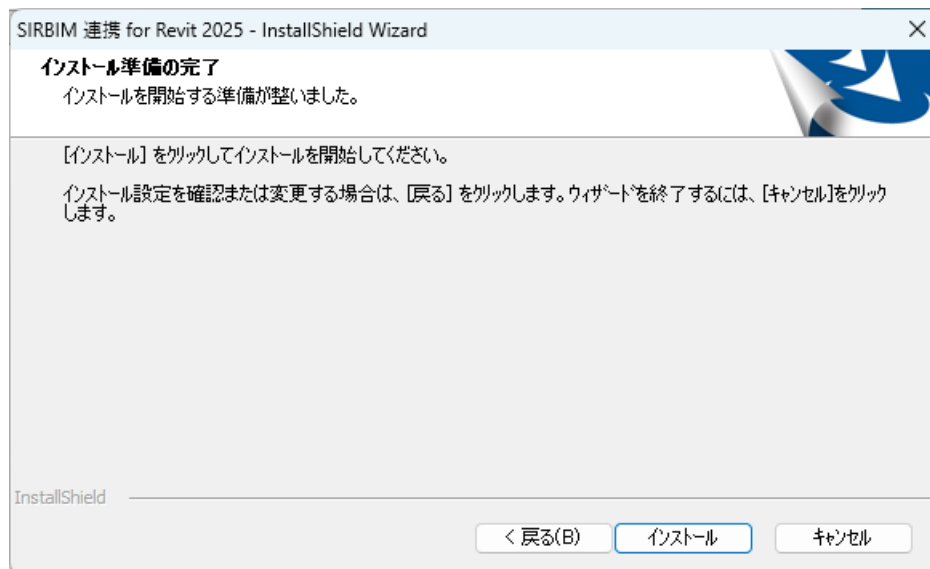 SIRBIM 連携 for Revit 2025 - InstallShield Wizard
インストール準備の完了
インストールを開始する準備が整いました。
[インストール] をクリックしてインストールを開始してください。
インストール設定を確認または変更する場合は、[戻る] をクリックします。ウィザードを終了するには、[キャンセル]をクリック
します。
InstallShield
< 戻る(B)
インストール
キャンセル